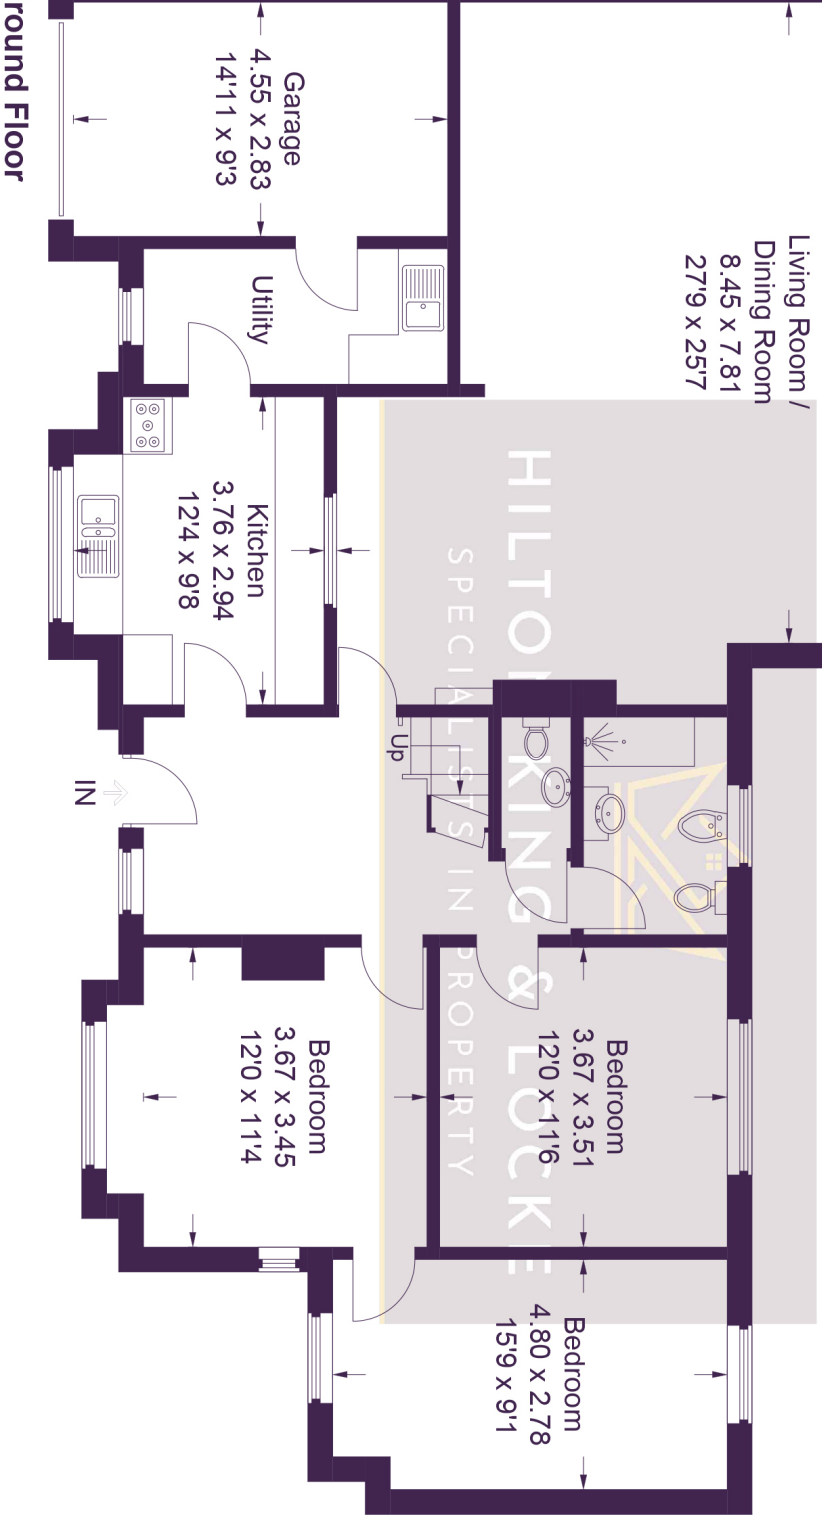 Living Room /
Dining Room
8.45 x 7.81
27'9 x 25'7
Garage
4.55 x 2.83
14'11 x 9'3
Utility
Kitchen
3.76 x 2.94
12'4 x 9'8
Up
IN
Bedroom
3.67 x 3.51
12'0 x 11'6
Bedroom
3.67 x 3.45
12'0 x 11'4
Bedroom
4.80 x 2.78
15'9 x 9'1
round Floor
HILTON KING & LOCKE
SPECIALISTS IN PROPERTY